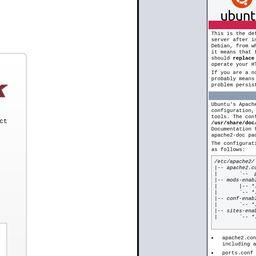 ct
ubunt
This is the de
server after i
Debian, from wh
it means that t
should replace
operate your HT
If you are a no
probably means
problem persist
Ubuntu's Apache
configuration,
tools. The conf
/usr/share/doc/
Documentation f
apache2-doc pac
The configurati
as follows:
/etc/apache2/
|-- apache2.co
|       `-- p
|-- mods-enabl
|       |-- *.
|       `-- *.
|-- conf-enabl
|       `-- *.
|-- sites-enab
|       `-- *.
• apache2.con
including a
• ports.conf